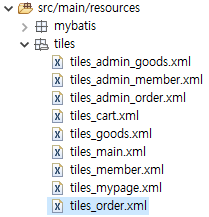 src/main/resources
mybatis
tiles
tiles_admin_goods.xml
tiles_admin_member.xml
tiles_admin_order.xml
tiles_cart.xml
tiles_goods.xml
tiles_main.xml
tiles_member.xml
tiles_mypage.xml
tiles_order.xml